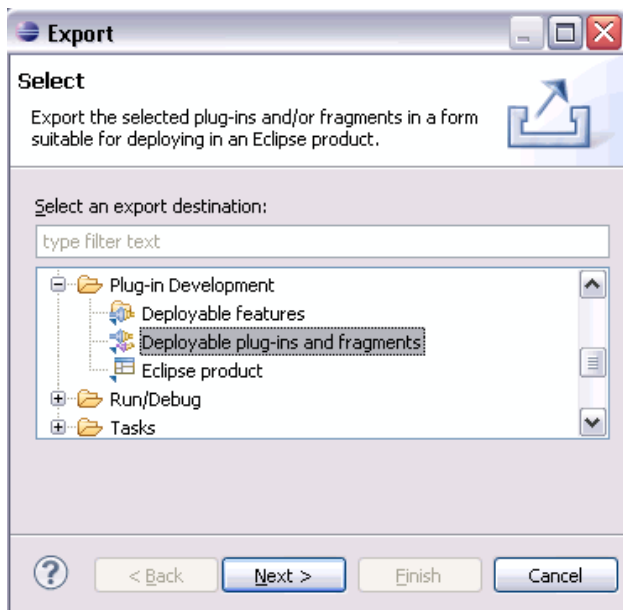 Export
Select
Export the selected plug-ins and/or fragments in a form
suitable for deploying in an Eclipse product.
Select an export destination:
type filter text
Plug-in Development
Deployable features
Deployable plug-ins and fragments
Eclipse product
Run/Debug
Tasks
? < Back Next > Finish Cancel